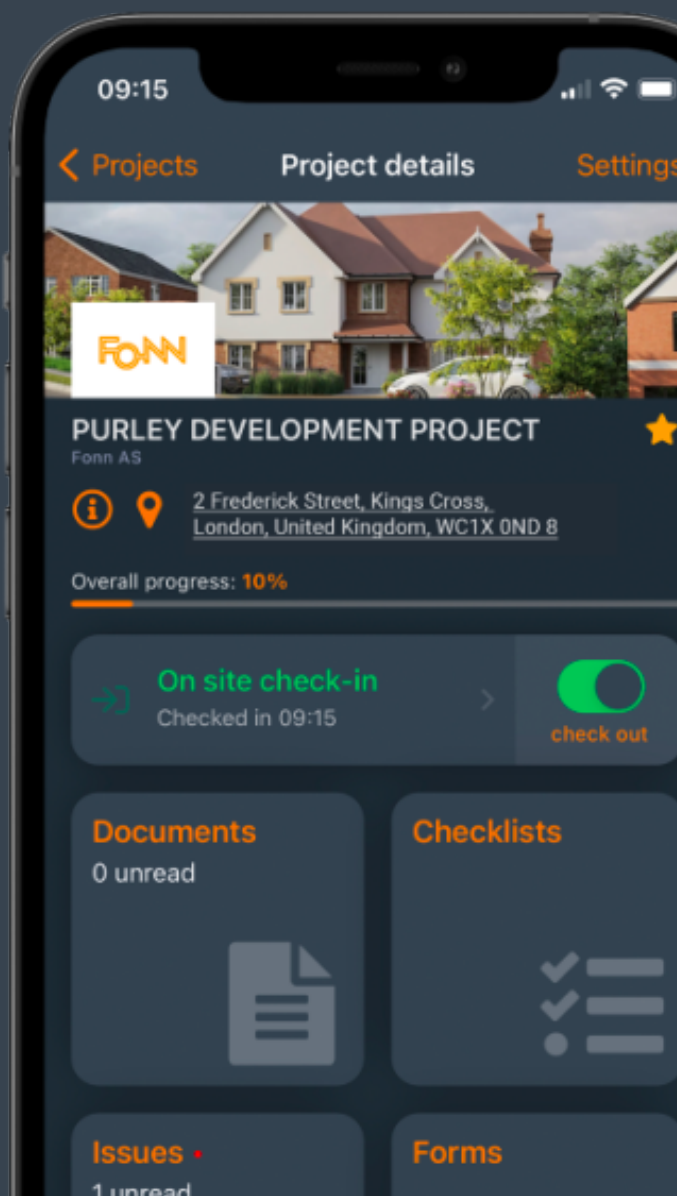 09:15
Projects
Project details
Settings
FONN
PURLEY DEVELOPMENT PROJECT
Fonn AS
2 Frederick Street, Kings Cross,
London, United Kingdom, WC1X 0ND 8
Overall progress: 10%
On site check-in
Checked in 09:15
check out
Documents
0 unread
Checklists
Issues
Forms
1 unread